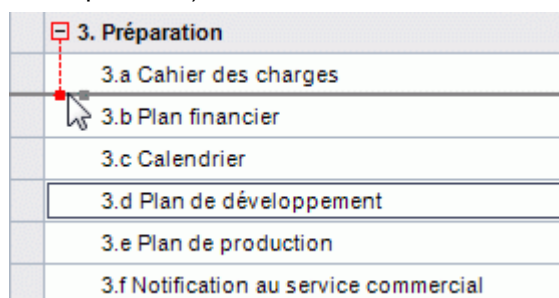 3. Préparation
3.a Cahier des charges
3.b Plan financier
3.c Calendrier
3.d Plan de développement
3.e Plan de production
3.f Notification au service commercial